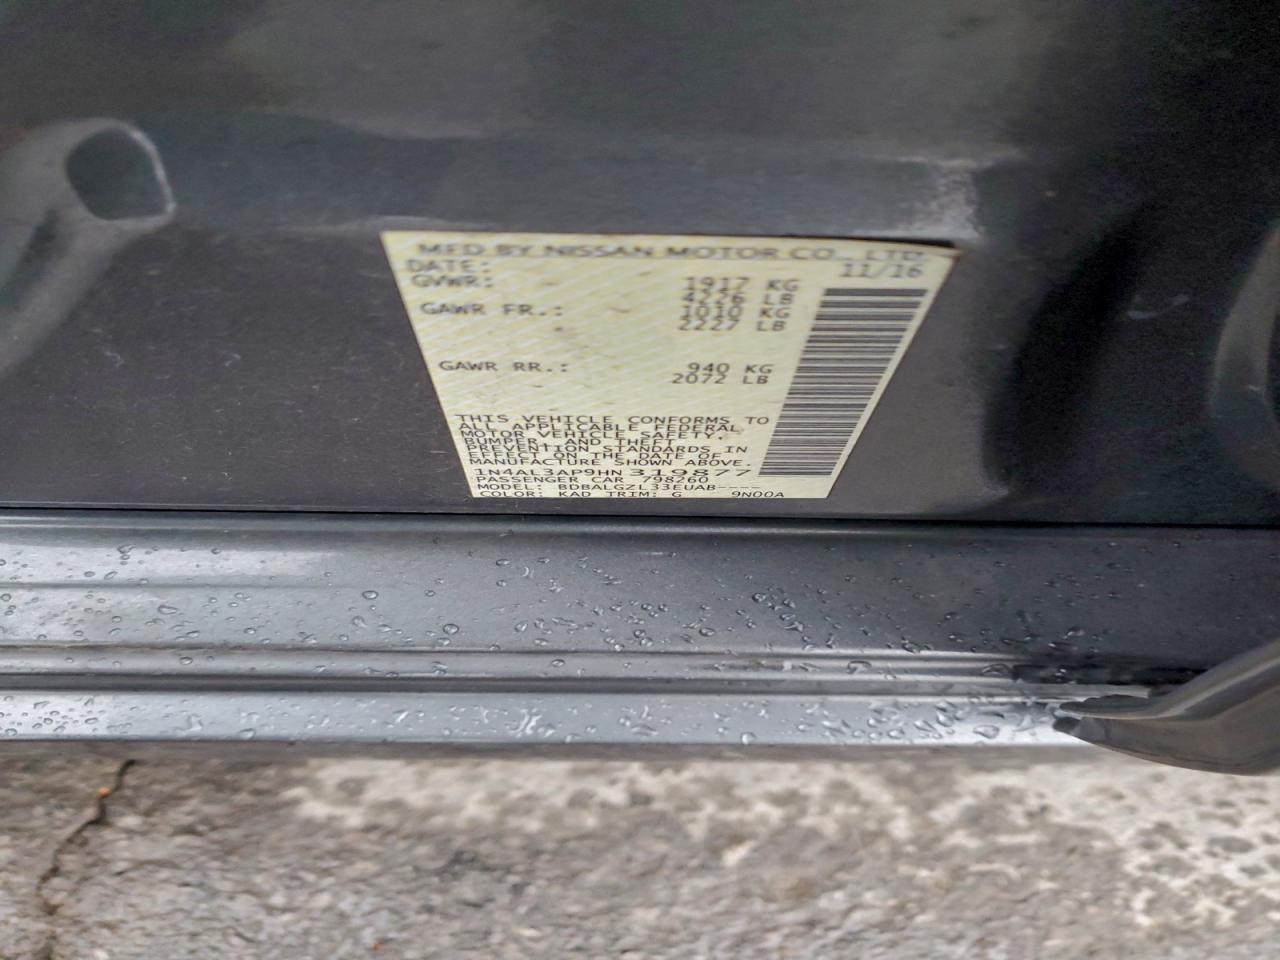 MFD BY NISSAN MOTOR CO., LTD.
DATE: 11/16
GVWR: 1917 KG
4226 LB
GAWR FR.: 1010 KG
2227 LB
GAWR RR.: 940 KG
2072 LB
THIS VEHICLE CONFORMS TO
ALL APPLICABLE FEDERAL
MOTOR VEHICLE SAFETY,
BUMPER, AND THEFT
PREVENTION STANDARDS IN
EFFECT ON THE DATE OF
MANUFACTURE SHOWN ABOVE.
1N4AL3AP9HN319877
PASSENGER CAR 798260
MODEL: BDBALGZL33EUAB----
COLOR: KAD TRIM: G 9N00A